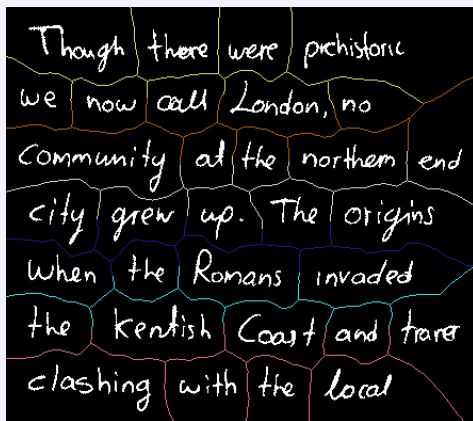 Though there were prehistoric
we now call London, no
Community at the northern end
city grew up. The origins
when the Romans invaded
the Kentish Coast and
clashing with the local